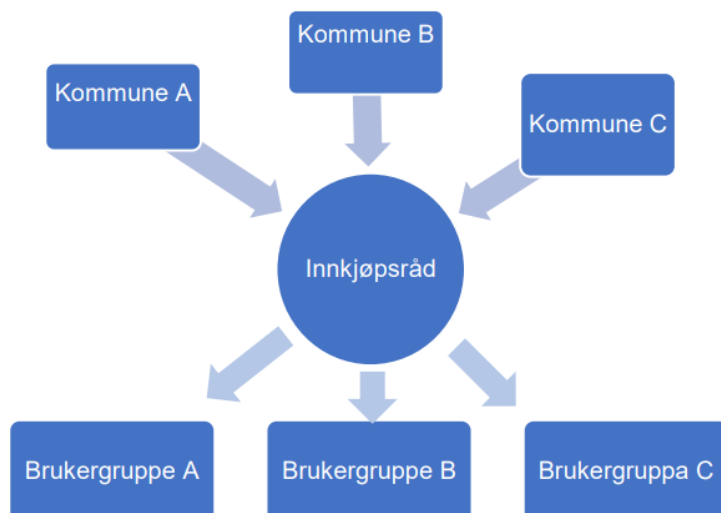 Kommune B
Kommune A
Kommune C
Innkjøpsråd
Brukergruppe A
Brukergruppe B
Brukergruppa C